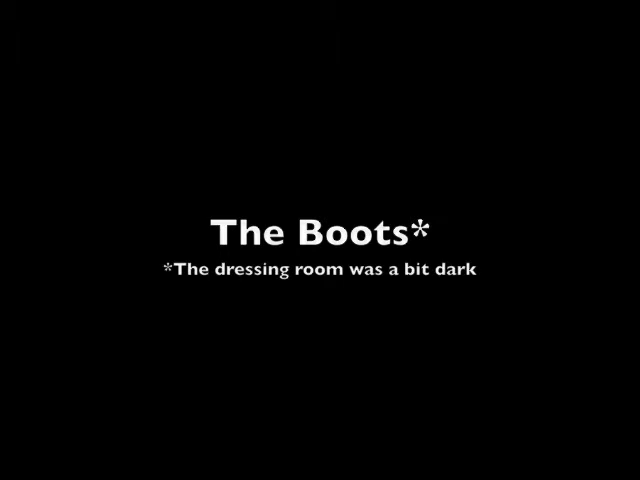 The Boots*
*The dressing room was a bit dark